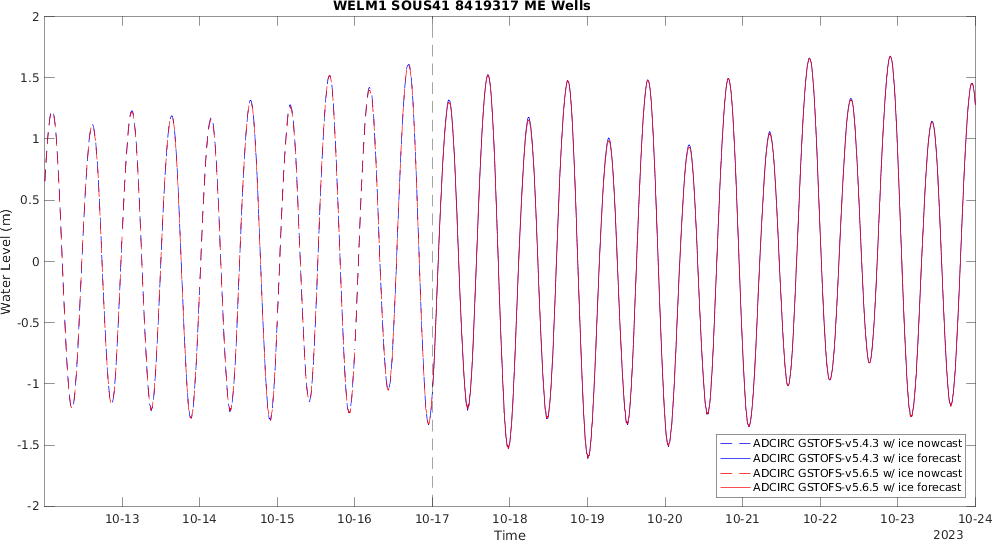 WELM1 SOUS41 8419317 ME Wells
2
1.5
1
0.5
0
-0.5
-1
-1.5
-2
Water Level (m)
ADCIRC GSTOFS-v5.4.3 w/ ice nowcast
ADCIRC GSTOFS-v5.4.3 w/ ice forecast
ADCIRC GSTOFS-v5.6.5 w/ ice nowcast
ADCIRC GSTOFS-v5.6.5 w/ ice forecast
10-13 10-14 10-15 10-16 10-17 10-18 10-19 10-20 10-21 10-22 10-23 10-24
Time
2023